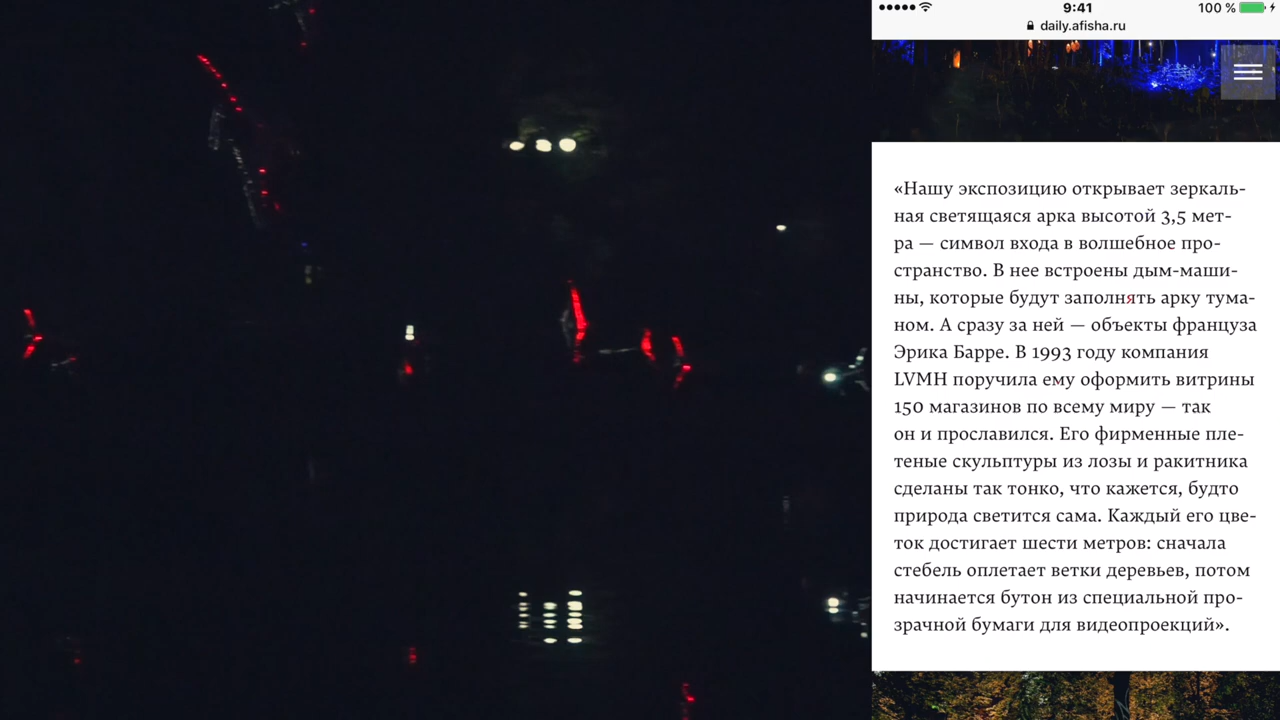 9:41
100 %
daily.afisha.ru
«Нашу экспозицию открывает зеркаль-
ная светящаяся арка высотой 3,5 мет-
ра — символ входа в волшебное про-
странство. В нее встроены дым-маши-
ны, которые будут заполнять арку тума-
ном. А сразу за ней — объекты француза
Эрика Барре. В 1993 году компания
LVMH поручила ему оформить витрины
150 магазинов по всему миру — так
он и прославился. Его фирменные пле-
теные скульптуры из лозы и ракитника
сделаны так тонко, что кажется, будто
природа светится сама. Каждый его цве-
ток достигает шести метров: сначала
стебель оплетает ветки деревьев, потом
начинается бутон из специальной про-
зрачной бумаги для видеопроекций».